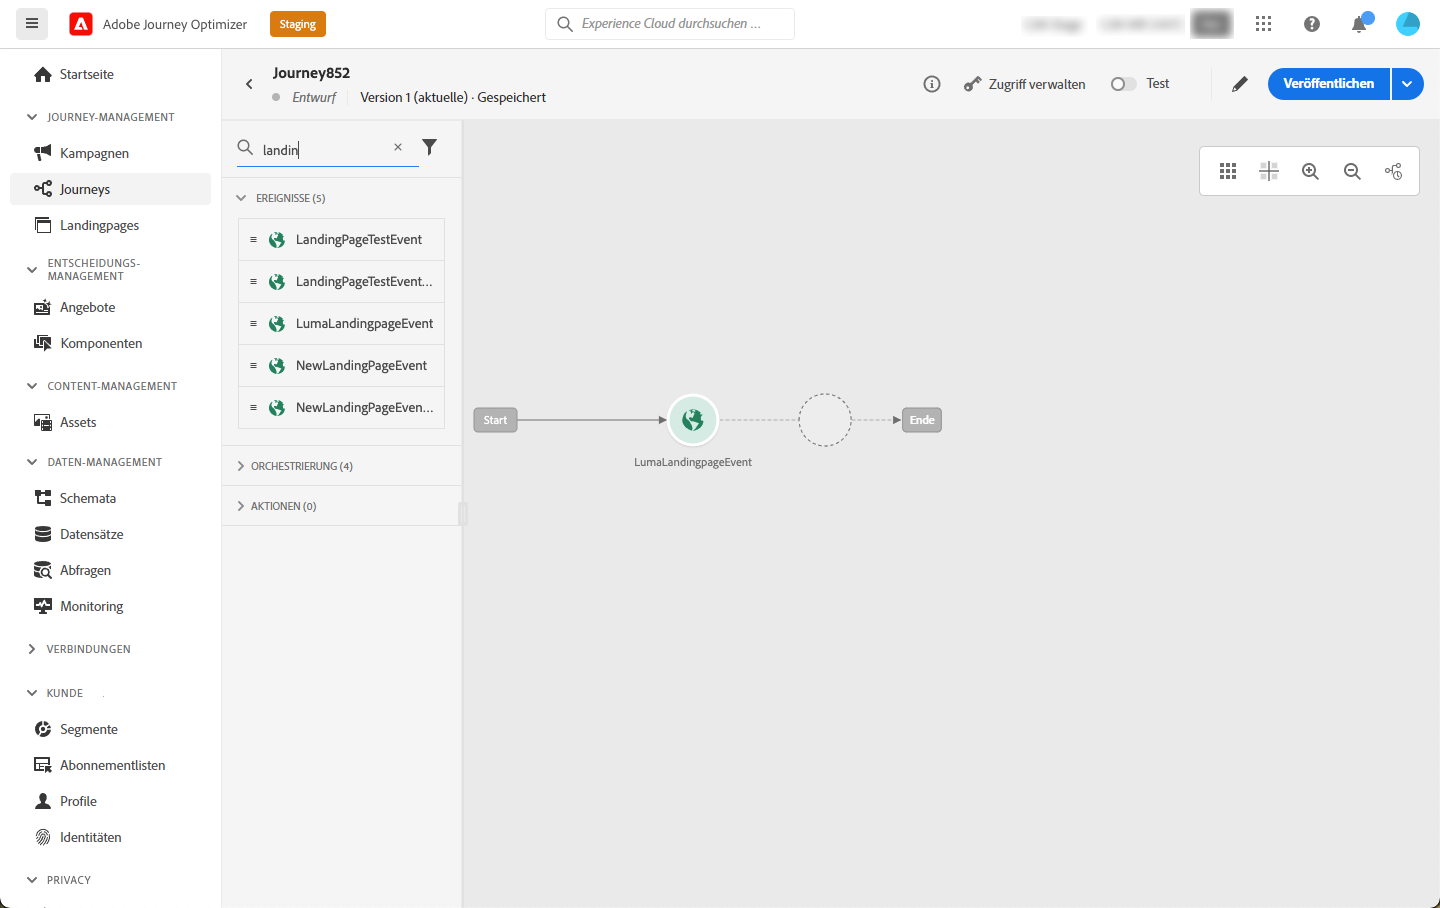 Adobe Journey Optimizer
Staging
Experience Cloud durchsuchen ...
Startseite
JOURNEY-MANAGEMENT
Kampagnen
Journeys
Landingpages
ENTSCHEIDUNGS-
MANAGEMENT
Angebote
Komponenten
CONTENT-MANAGEMENT
Assets
DATEN-MANAGEMENT
Schemata
Datensätze
Abfragen
Monitoring
VERBINDUNGEN
KUNDE
Segmente
Abonnementlisten
Profile
Identitäten
PRIVACY
Journey852
Entwurf
Version 1 (aktuelle) · Gespeichert
Zugriff verwalten
Test
Veröffentlichen
landin
EREIGNISSE (5)
LandingPageTestEvent
LandingPageTestEvent...
LumaLandingpageEvent
NewLandingPageEvent
NewLandingPageEven...
ORCHESTRIERUNG (4)
AKTIONEN (0)
Start
LumaLandingpageEvent
Ende